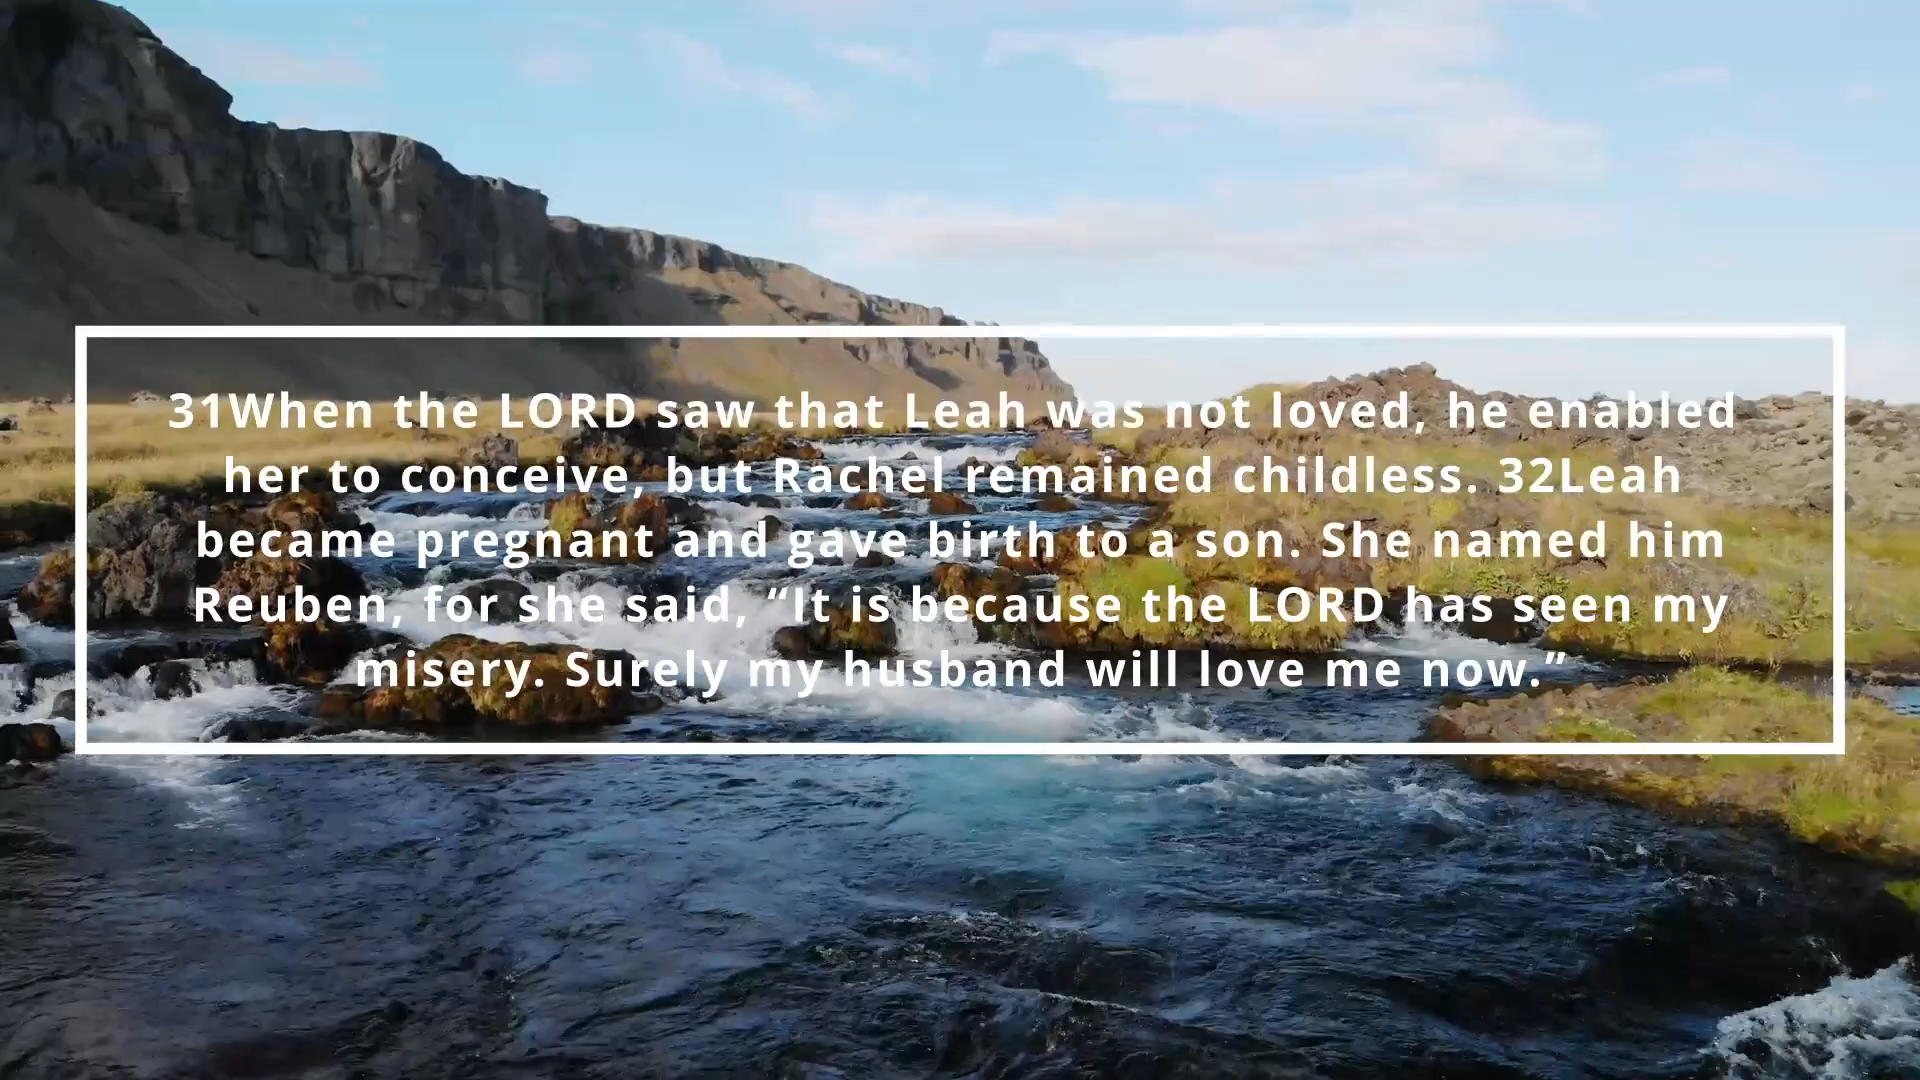 31When the LORD saw that Leah was not loved, he enabled
her to conceive, but Rachel remained childless. 32Leah
became pregnant and gave birth to a son. She named him
Reuben, for she said, “It is because the LORD has seen my
misery. Surely my husband will love me now.”